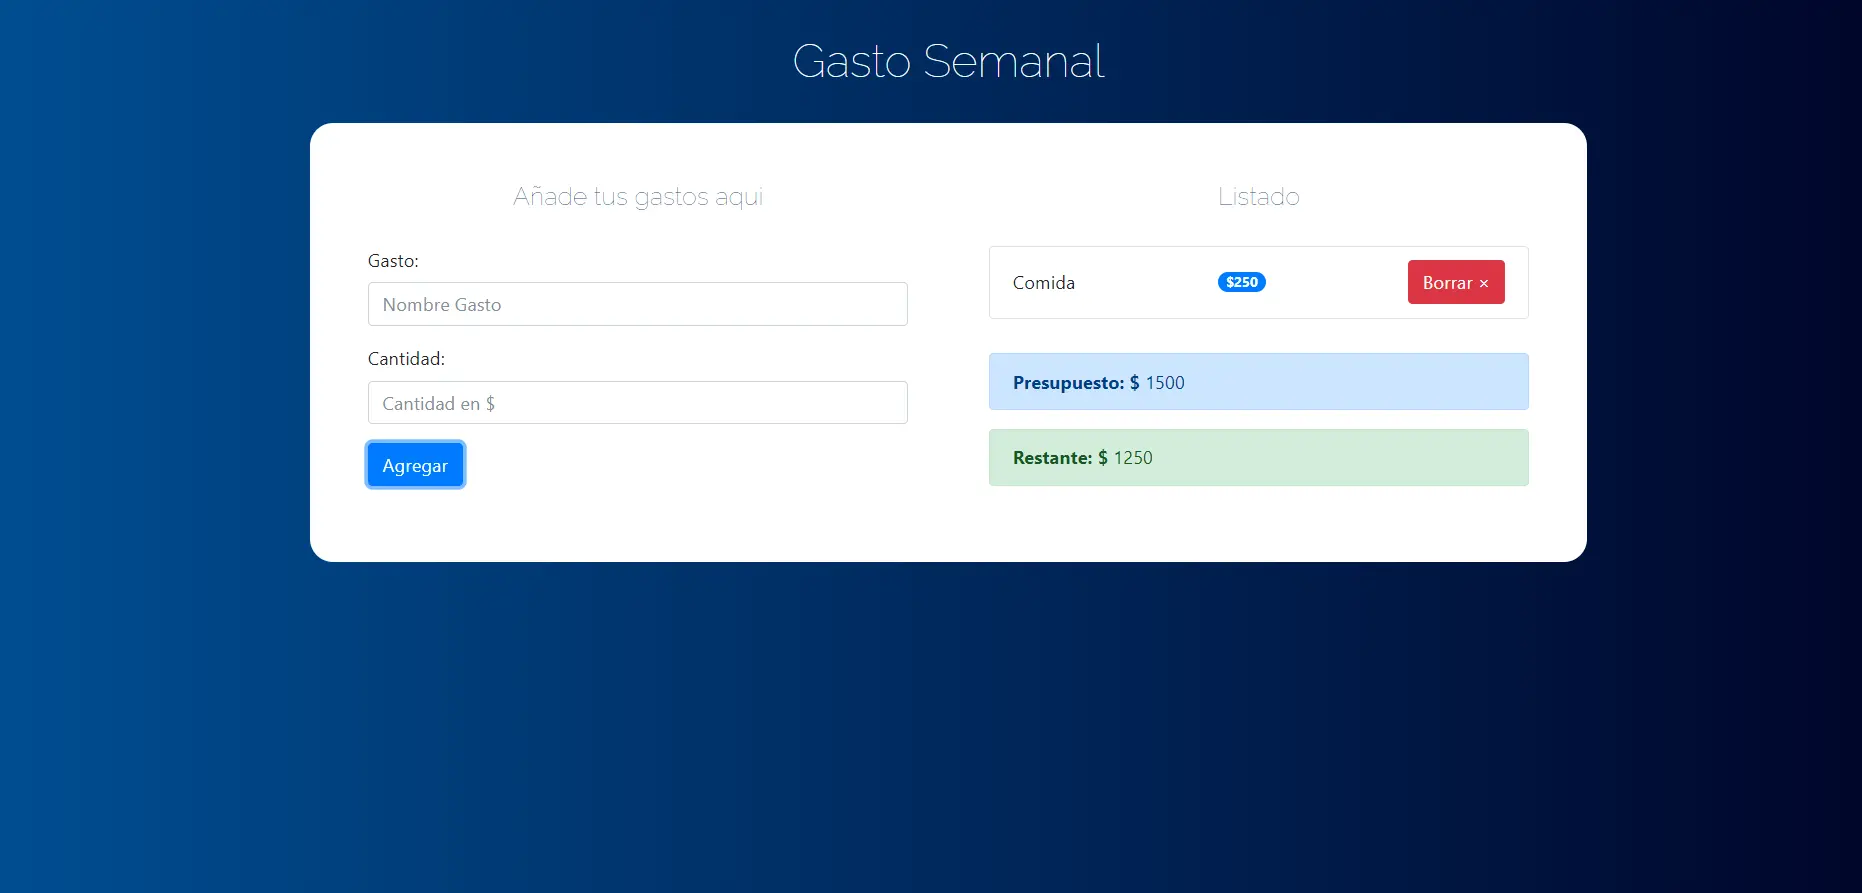 Gasto Semanal
Añade tus gastos aqui
Gasto:
Nombre Gasto
Cantidad:
Cantidad en $
Agregar
Listado
Comida $250 Borrar ×
Presupuesto: $ 1500
Restante: $ 1250